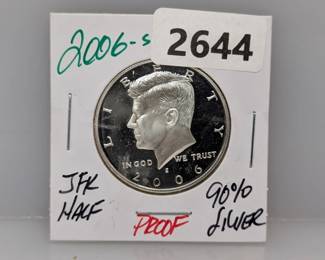 2006-S
2644
LIBERTY
IN GOD WE TRUST
S
2006
JFK
HALF
PROOF
90%
SILVER